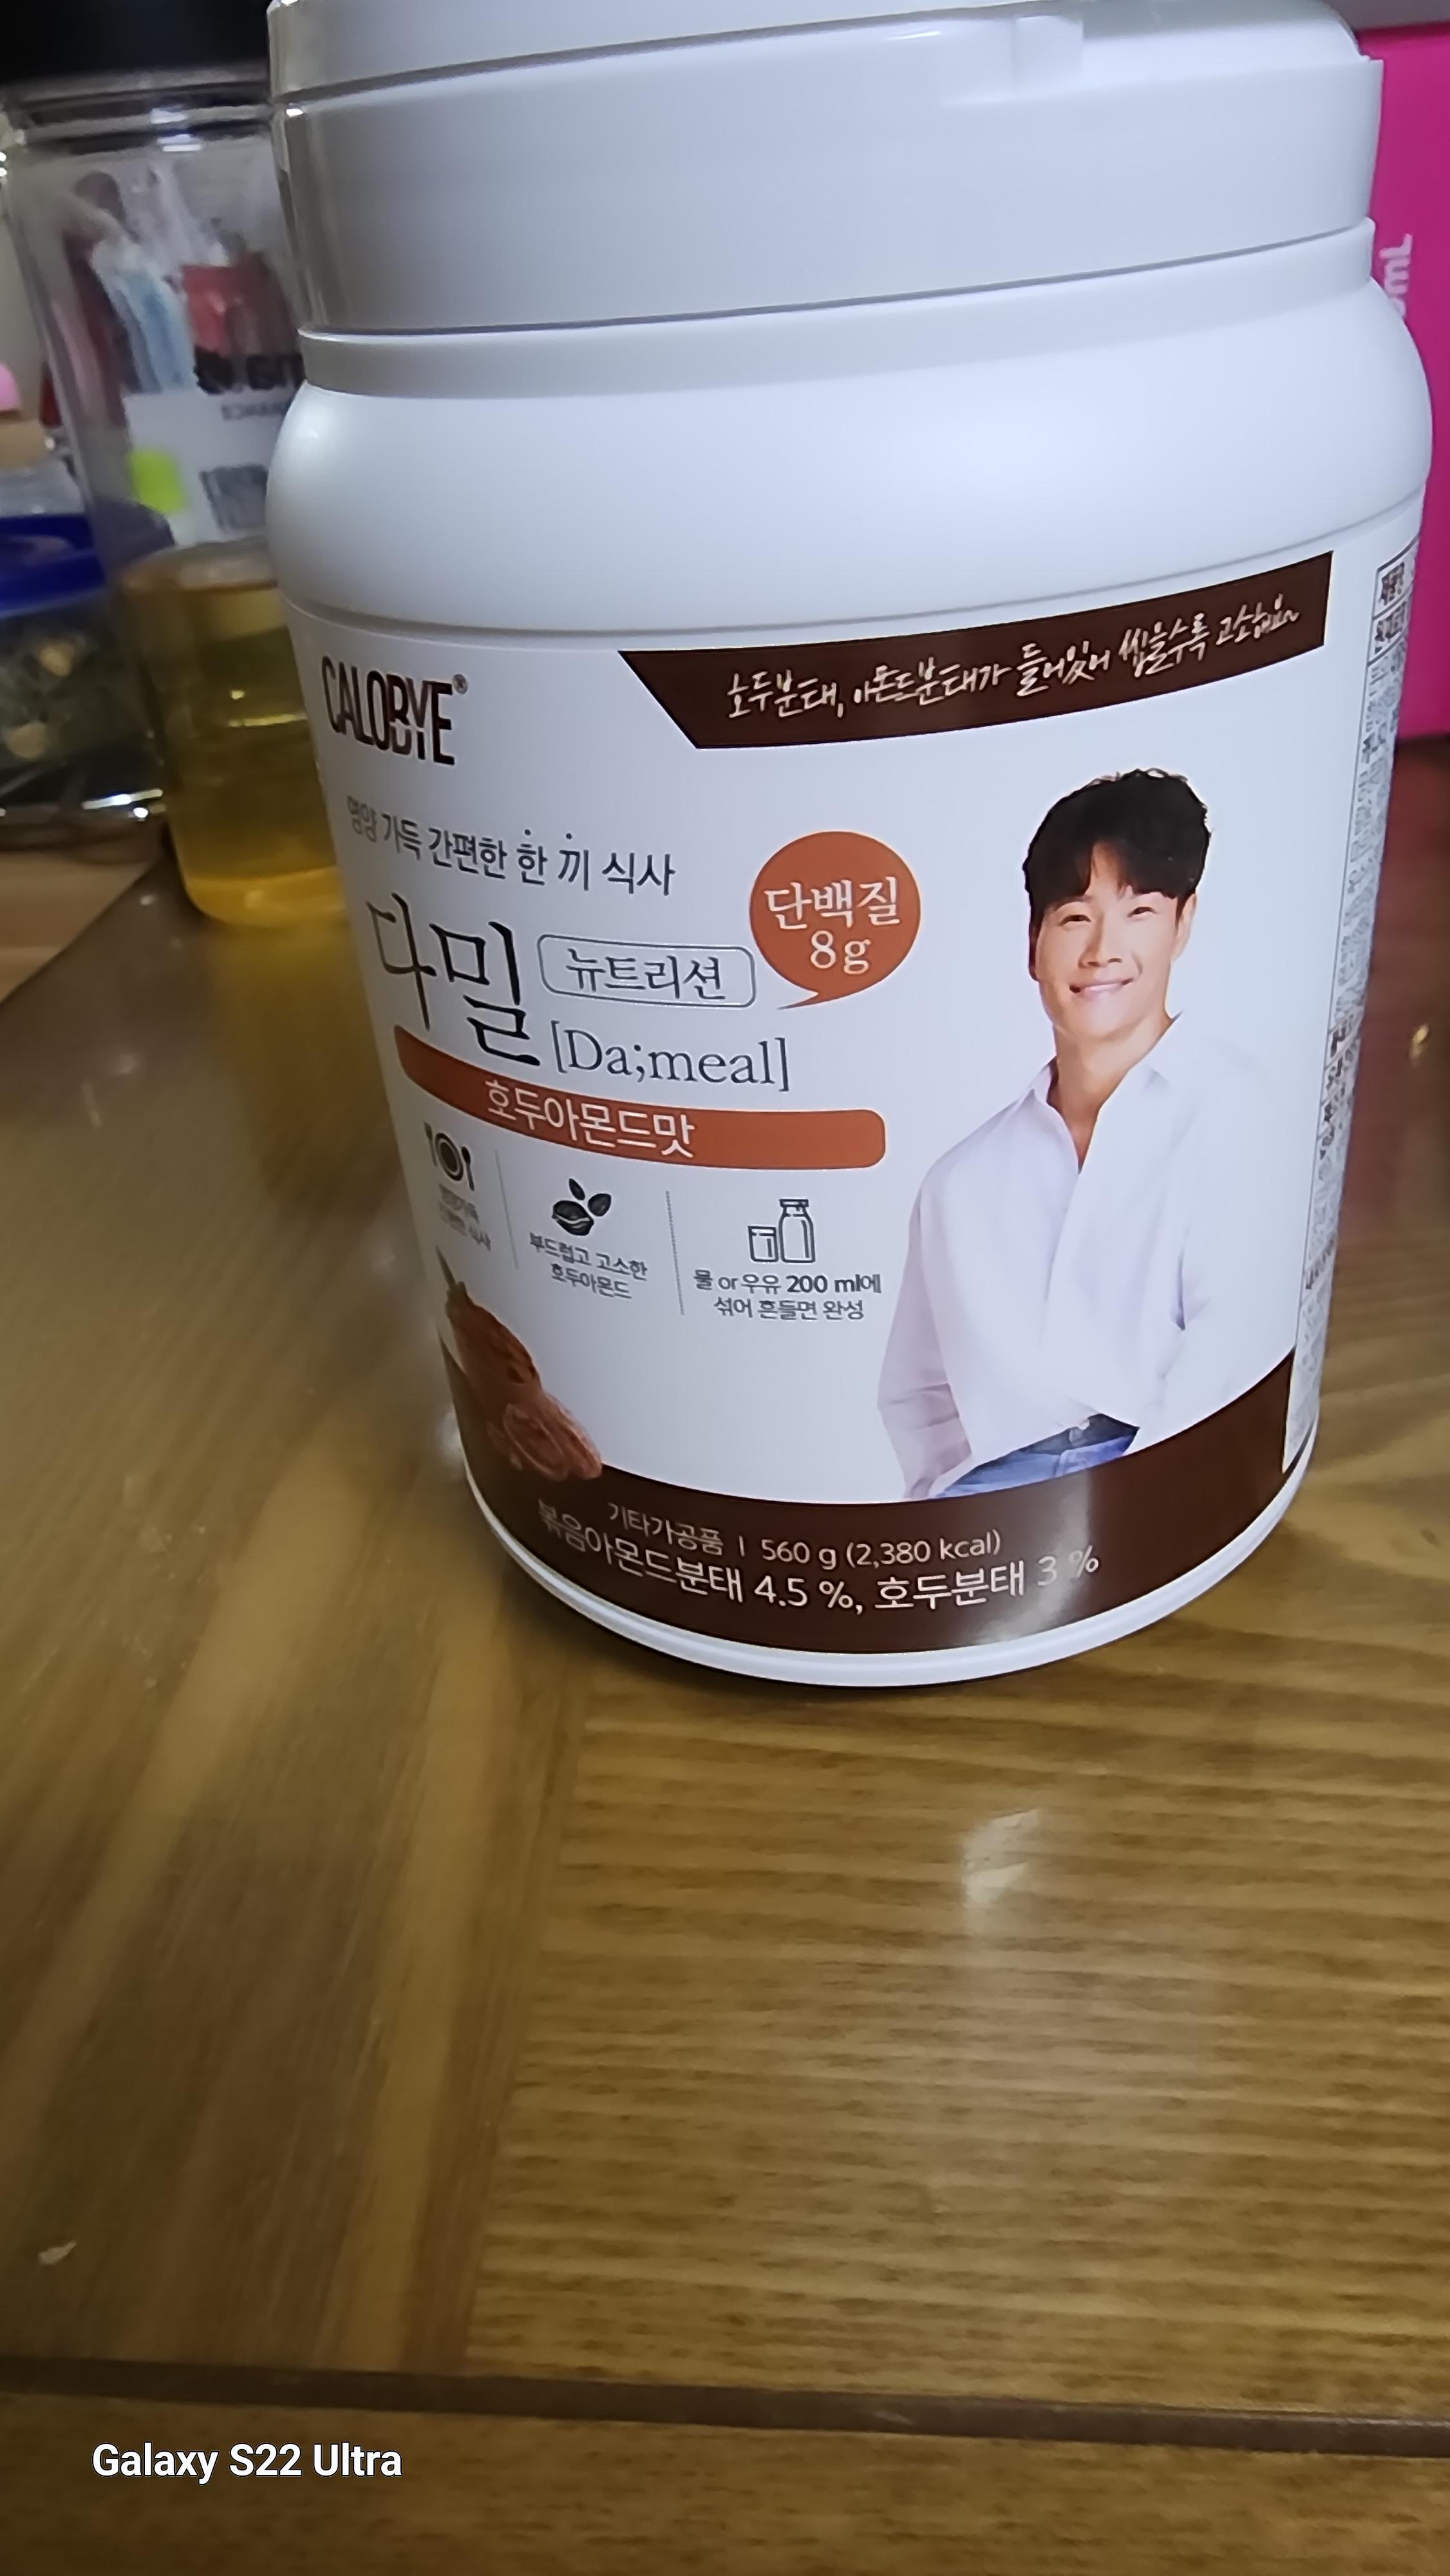 CALOBYE®
호두분태, 아몬드분태가 들어있어 씹을수록 고소해요~
영양 가득 간편한 한 끼 식사
단백질
8g
다밀 뉴트리션
[Da;meal]
호두아몬드맛
부드럽고 고소한
호두아몬드
물 or 우유 200 ml에
섞어 흔들면 완성
기타가공품 | 560 g (2,380 kcal)
볶음아몬드분태 4.5 %, 호두분태 3 %
Galaxy S22 Ultra